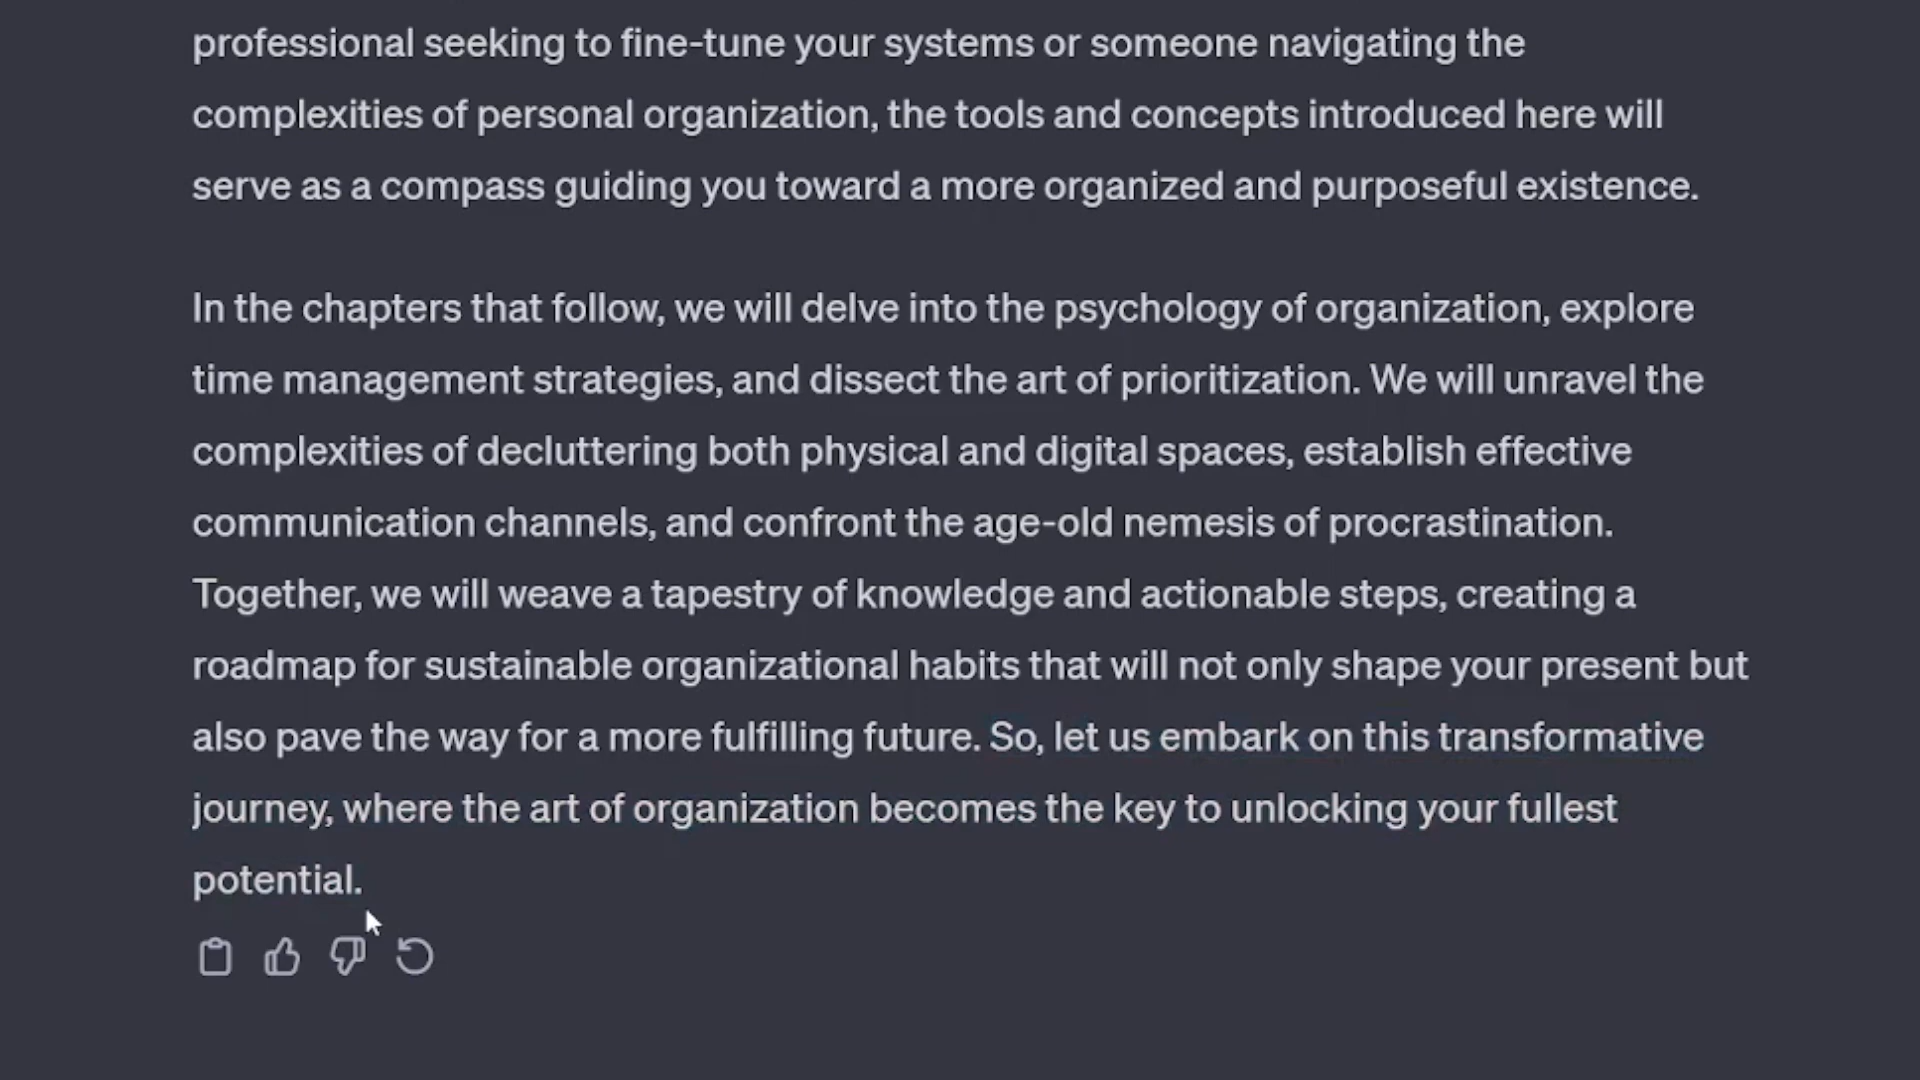 professional seeking to fine-tune your systems or someone navigating the
complexities of personal organization, the tools and concepts introduced here will
serve as a compass guiding you toward a more organized and purposeful existence.
In the chapters that follow, we will delve into the psychology of organization, explore
time management strategies, and dissect the art of prioritization. We will unravel the
complexities of decluttering both physical and digital spaces, establish effective
communication channels, and confront the age-old nemesis of procrastination.
Together, we will weave a tapestry of knowledge and actionable steps, creating a
roadmap for sustainable organizational habits that will not only shape your present but
also pave the way for a more fulfilling future. So, let us embark on this transformative
journey, where the art of organization becomes the key to unlocking your fullest
potential.